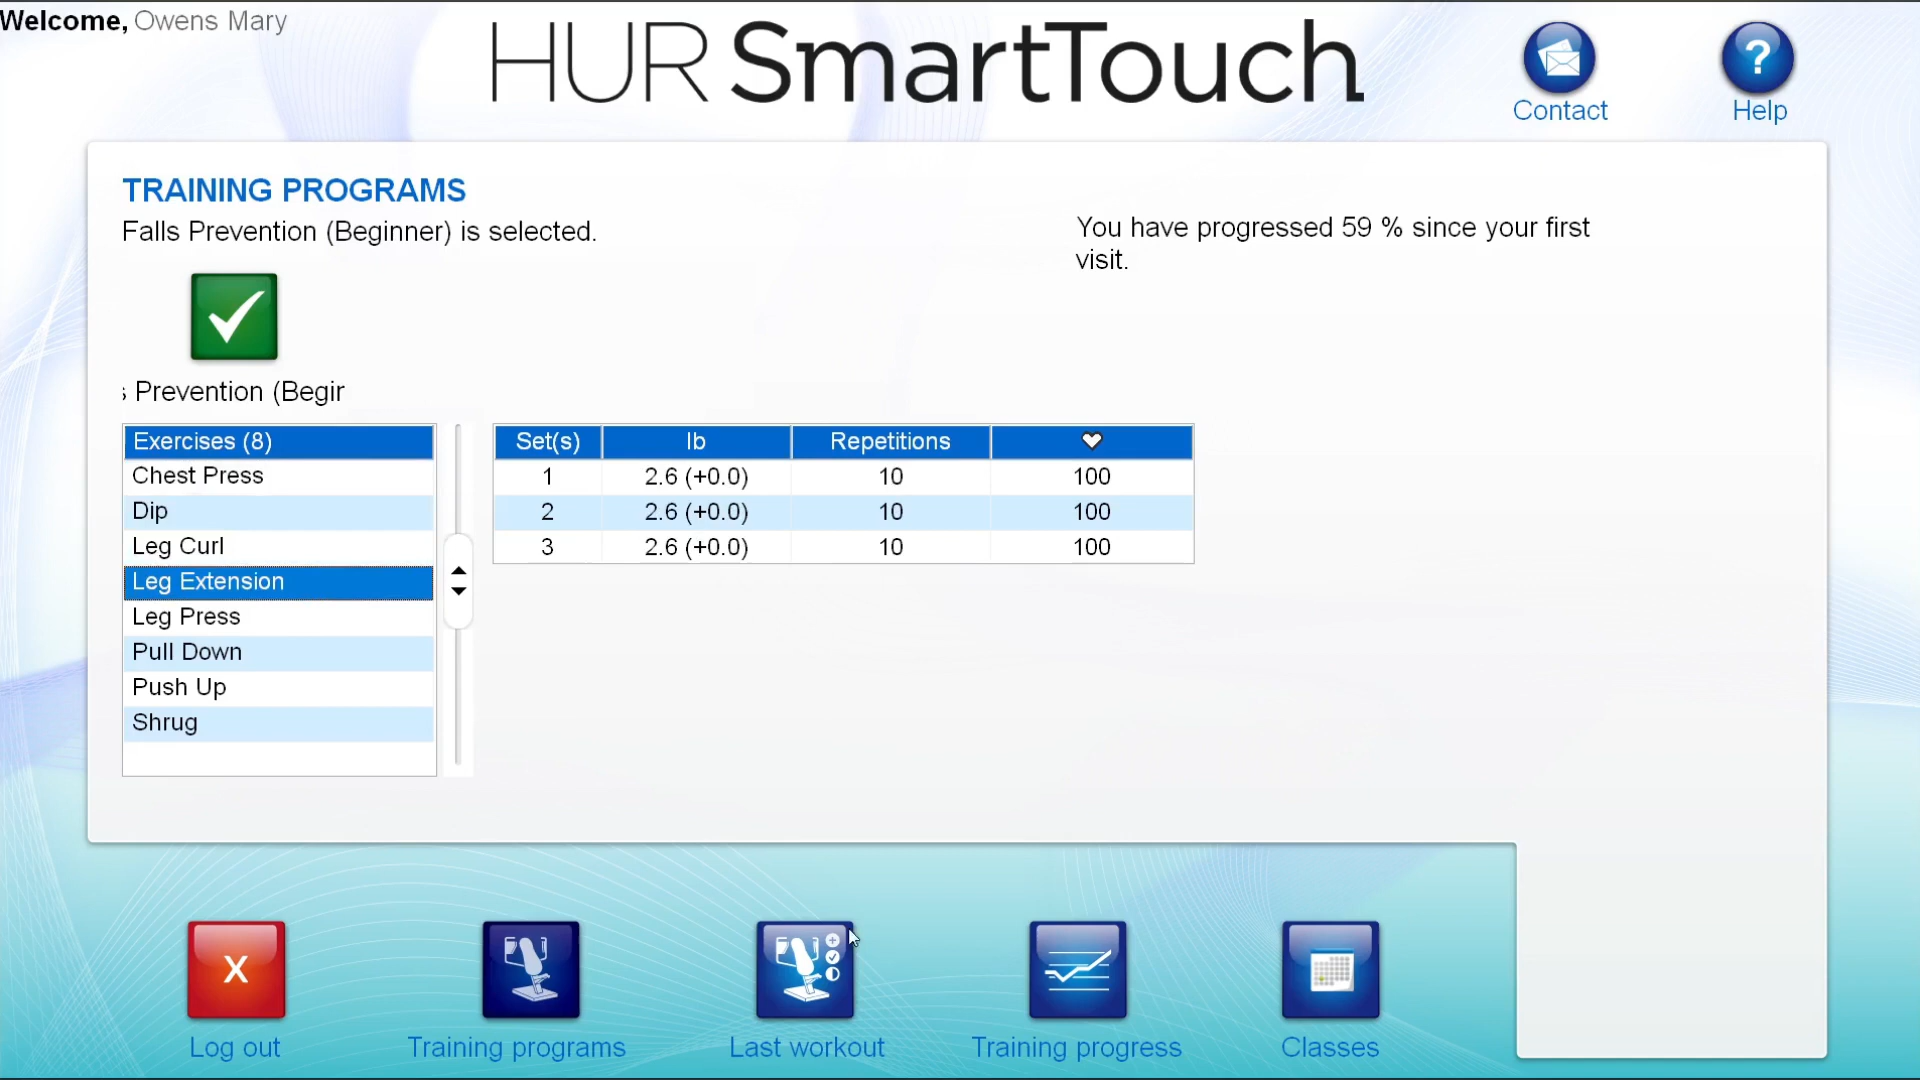 Welcome, Owens Mary
HUR SmartTouch
Contact
Help
TRAINING PROGRAMS
Falls Prevention (Beginner) is selected.
You have progressed 59 % since your first
visit.
s Prevention (Begir
Exercises (8)
Chest Press
Dip
Leg Curl
Leg Extension
Leg Press
Pull Down
Push Up
Shrug
Set(s) lb Repetitions
1 2.6 (+0.0) 10 100
2 2.6 (+0.0) 10 100
3 2.6 (+0.0) 10 100
X
Log out
Training programs
Last workout
Training progress
Classes